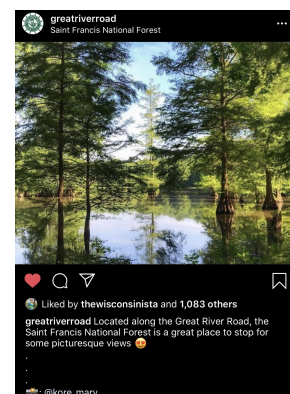 greatriverroad
Saint Francis National Forest
Liked by thewisconsinista and 1,083 others
greatriverroad Located along the Great River Road, the
Saint Francis National Forest is a great place to stop for
some picturesque views 😍
.
.
.
📸: @kore_mary